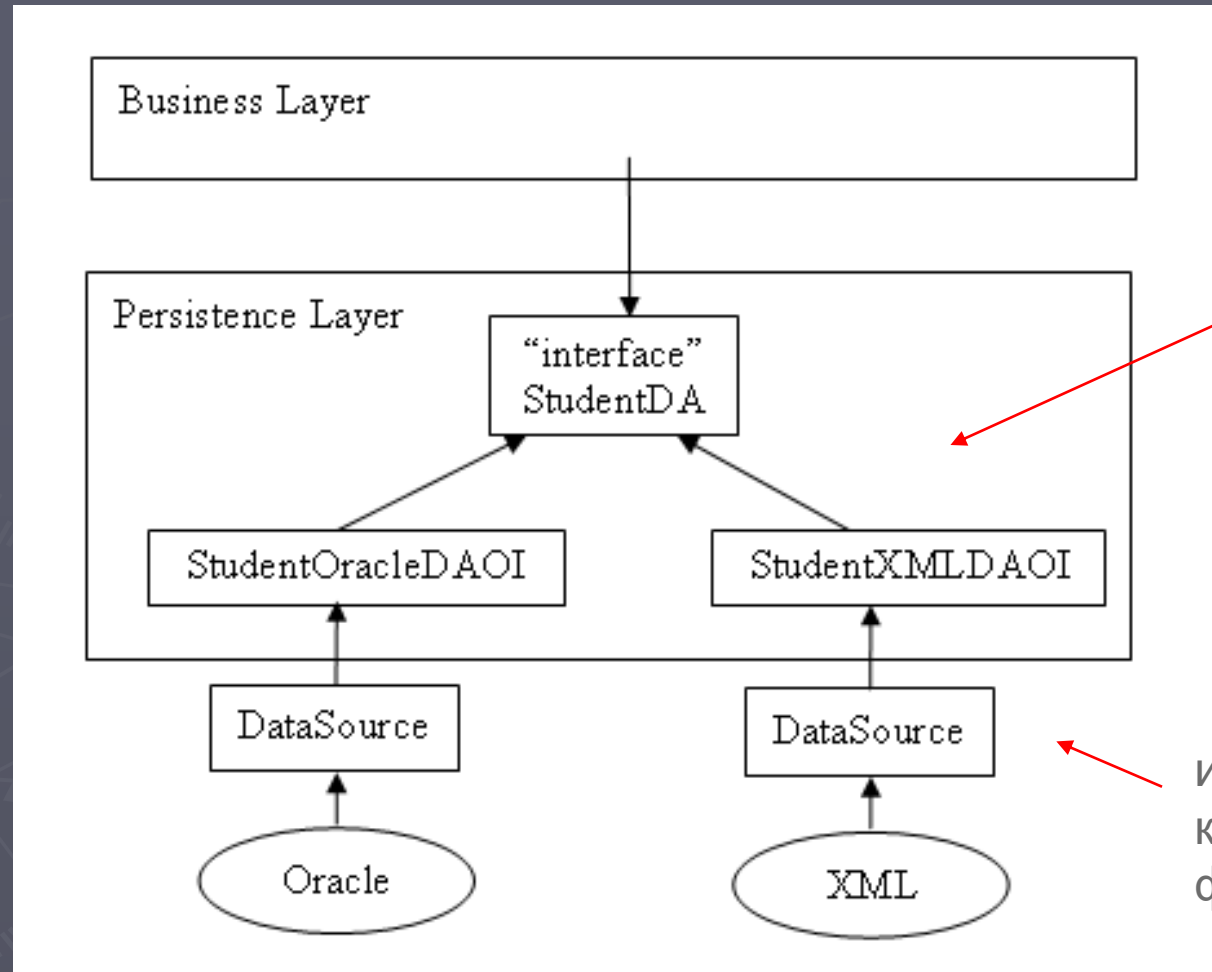 Business Layer
Persistence Layer
“interface”
StudentDA
StudentOracleDAOI
StudentXMLDAOI
DataSource
DataSource
Oracle
XML